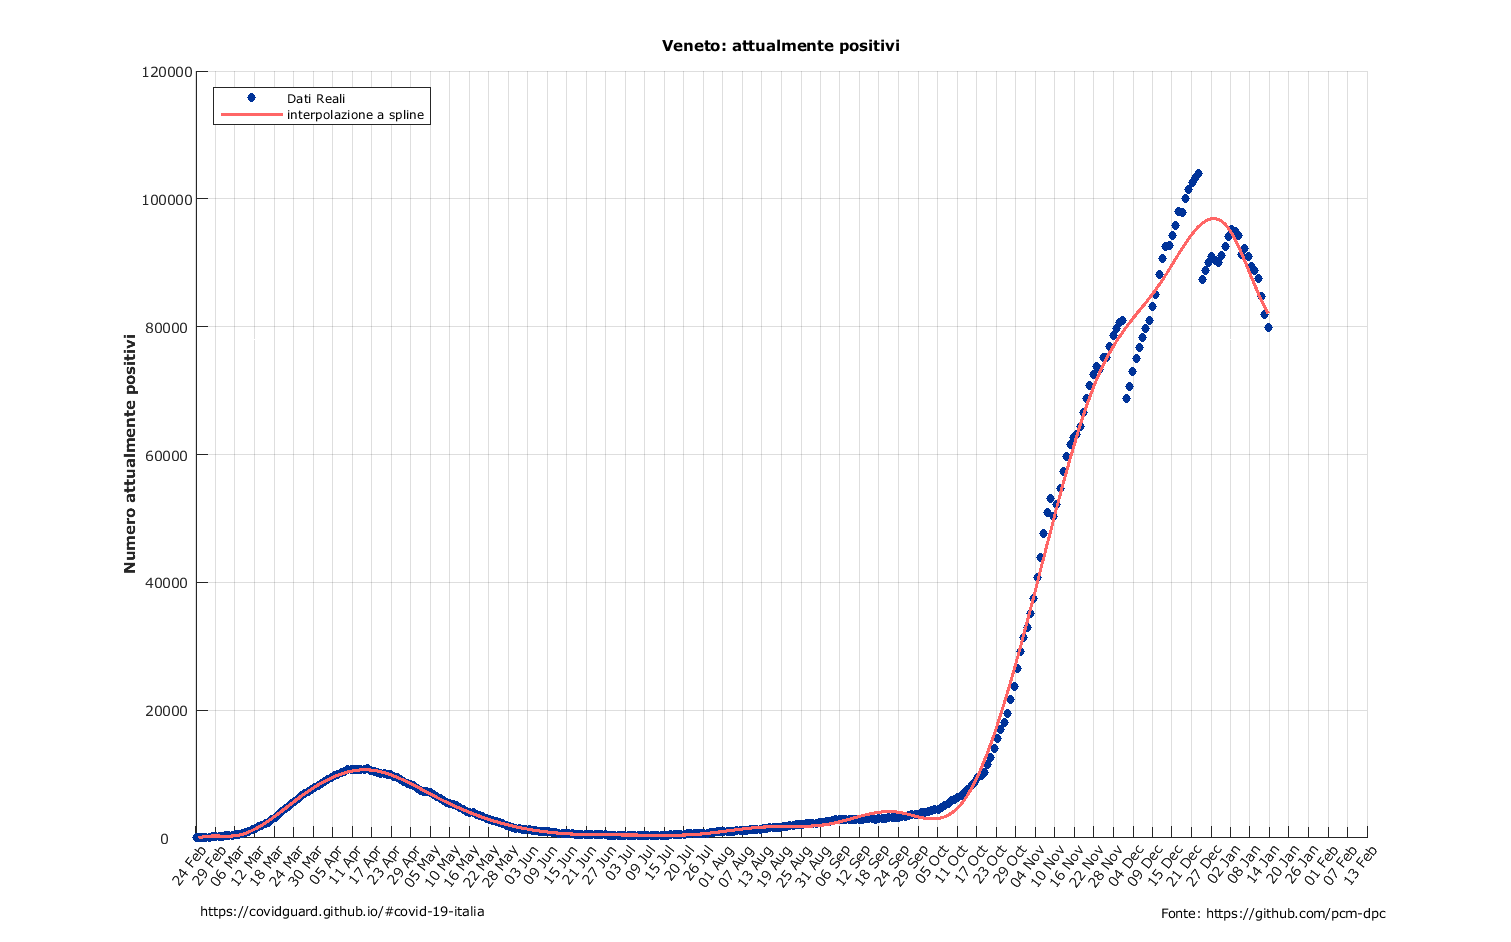 Veneto: attualmente positivi
Dati Reali
interpolazione a spline
Numero attualmente positivi
120000
100000
80000
60000
40000
20000
0
24 Feb
29 Feb
06 Mar
12 Mar
18 Mar
24 Mar
30 Mar
05 Apr
11 Apr
17 Apr
23 Apr
29 Apr
05 May
10 May
16 May
22 May
28 May
03 Jun
09 Jun
15 Jun
21 Jun
27 Jun
03 Jul
09 Jul
15 Jul
20 Jul
26 Jul
01 Aug
07 Aug
13 Aug
19 Aug
25 Aug
31 Aug
06 Sep
12 Sep
18 Sep
24 Sep
29 Sep
05 Oct
11 Oct
17 Oct
23 Oct
29 Oct
04 Nov
10 Nov
16 Nov
22 Nov
28 Nov
04 Dec
09 Dec
15 Dec
21 Dec
27 Dec
02 Jan
08 Jan
14 Jan
20 Jan
26 Jan
01 Feb
07 Feb
13 Feb
https://covidguard.github.io/#covid-19-italia
Fonte: https://github.com/pcm-dpc